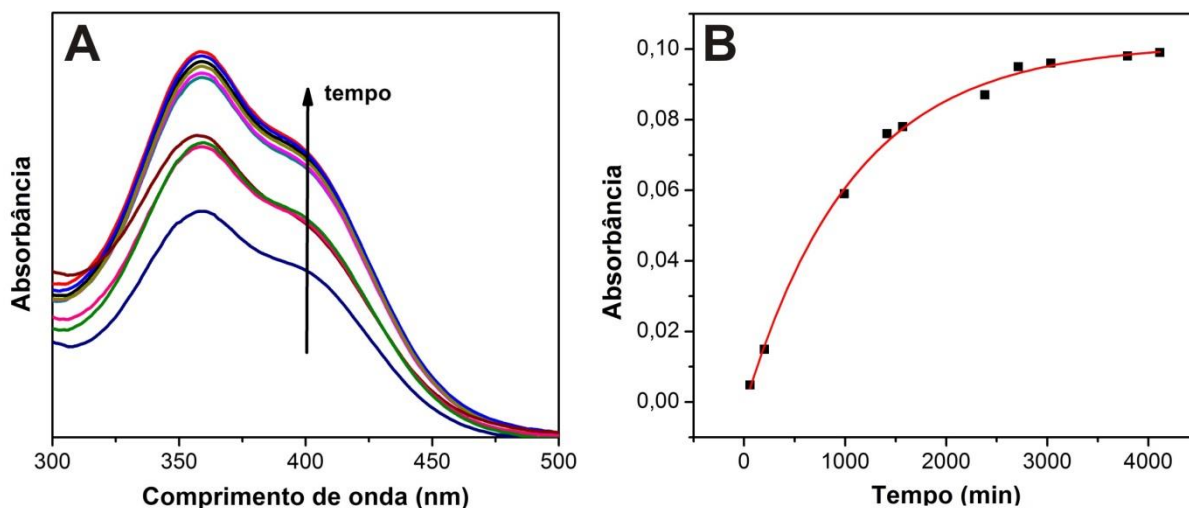 A
tempo
Absorbância
300
350
400
450
500
Comprimento de onda (nm)
B
0,10
0,08
0,06
0,04
0,02
0,00
Absorbância
0
1000
2000
3000
4000
Tempo (min)